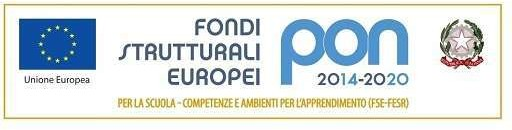 FONDI
STRUTTURALI
EUROPEI
pon
2014-2020
Unione Europea
PER LA SCUOLA - COMPETENZE E AMBIENTI PER L'APPRENDIMENTO (FSE-FESR)